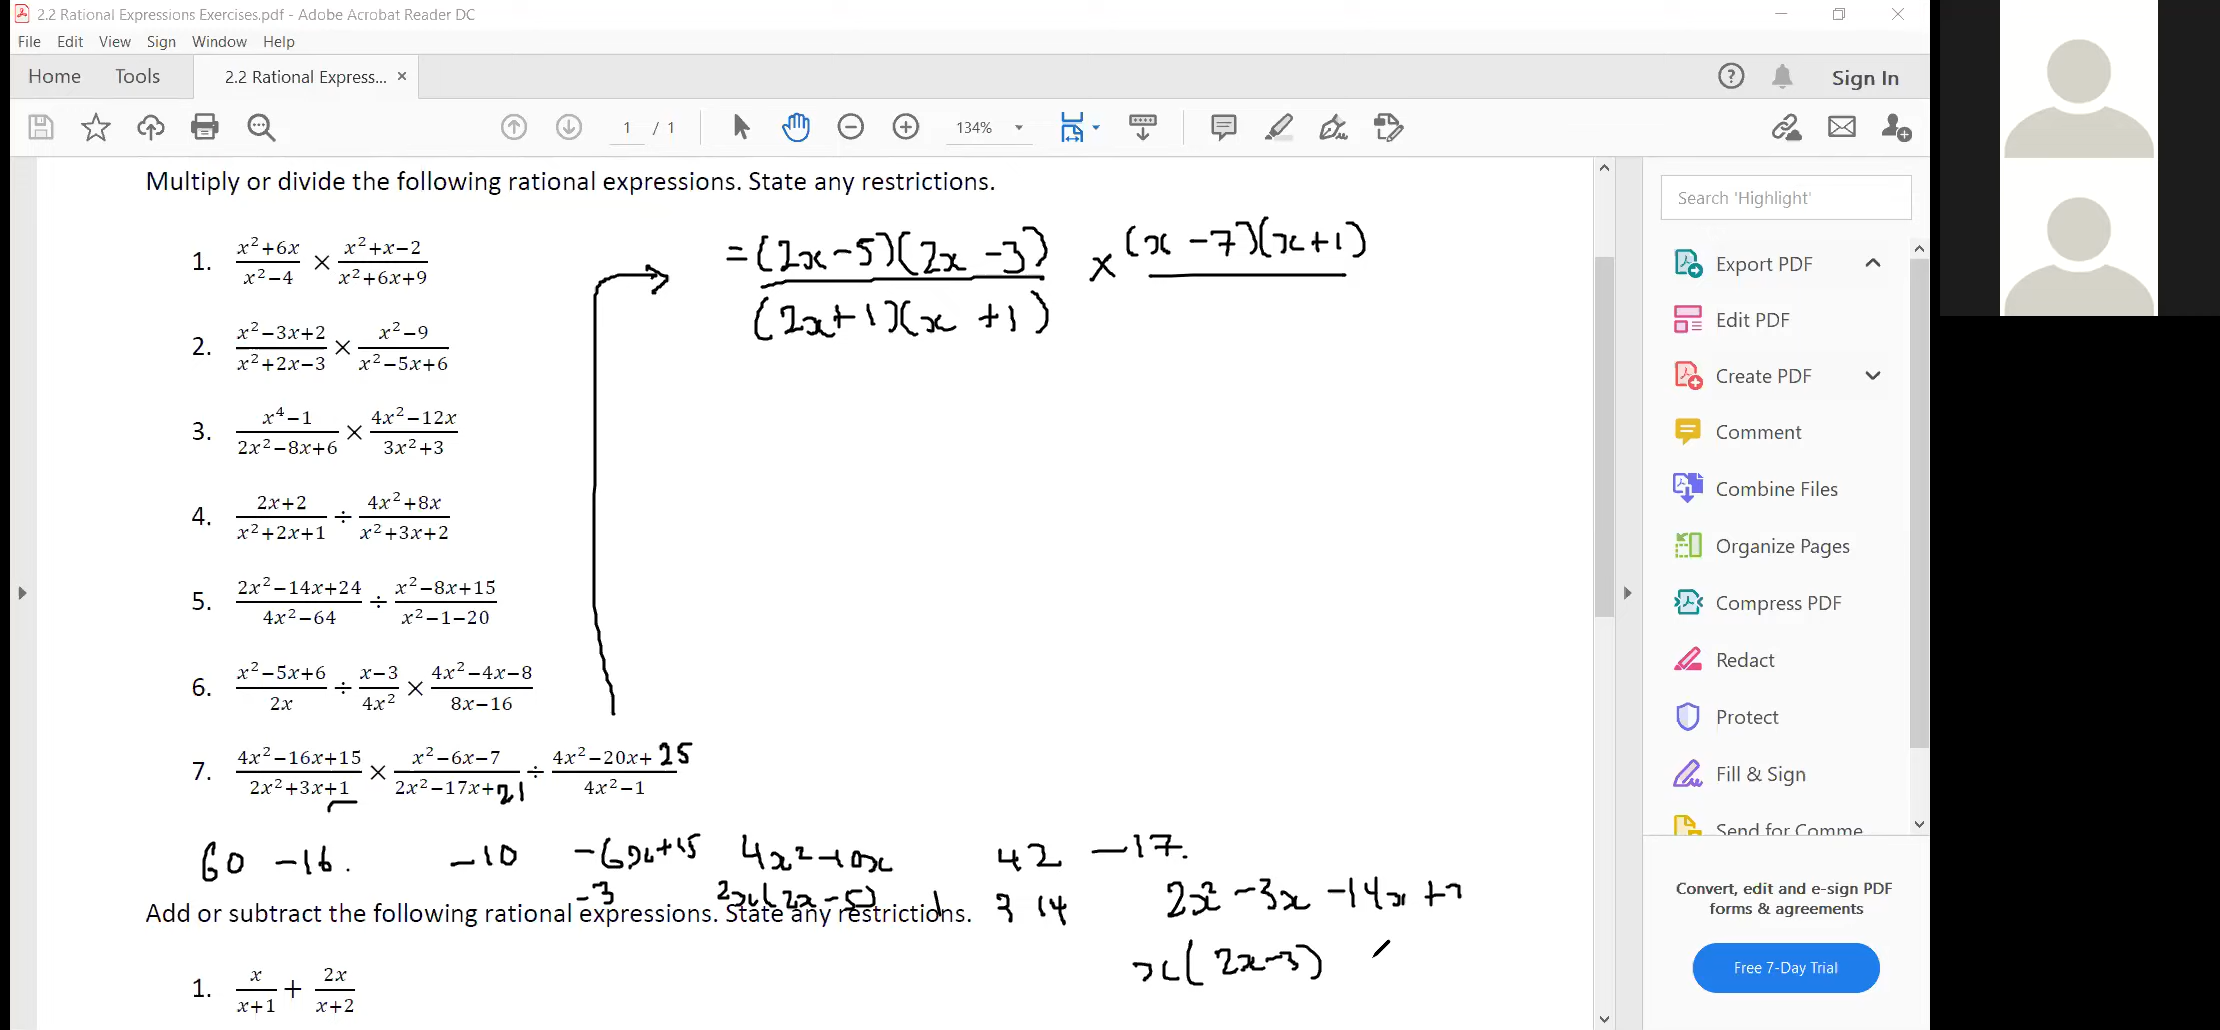 2.2 Rational Expressions Exercises.pdf - Adobe Acrobat Reader DC
File Edit View Sign Window Help
Home Tools 2.2 Rational Express... × Sign In
1 / 1 134%
Multiply or divide the following rational expressions. State any restrictions.
= (2x-5)(2x-3)/(2x+1)(x+1) × (x-7)(x+1)
1. x²+6x/x²−4 × x²+x−2/x²+6x+9
2. x²−3x+2/x²+2x−3 × x²−9/x²−5x+6
3. x⁴−1/2x²−8x+6 × 4x²−12x/3x²+3
4. 2x+2/x²+2x+1 ÷ 4x²+8x/x²+3x+2
5. 2x²−14x+24/4x²−64 ÷ x²−8x+15/x²−1−20
6. x²−5x+6/2x ÷ x−3/4x² × 4x²−4x−8/8x−16
7. 4x²−16x+15/2x²+3x+1 × x²−6x−7/2x²−17x+21 ÷ 4x²−20x+25/4x²−1
60 -16. -10 -6x+15 4x²-10x 42 -17.
-3 2x(2x-5) 1 3 14 2x²-3x-14x+
Add or subtract the following rational expressions. State any restrictions.
x(2x-3)
1. x/x+1 + 2x/x+2
Search 'Highlight'
Export PDF
Edit PDF
Create PDF
Comment
Combine Files
Organize Pages
Compress PDF
Redact
Protect
Fill & Sign
Send for Comme
Convert, edit and e-sign PDF
forms & agreements
Free 7-Day Trial